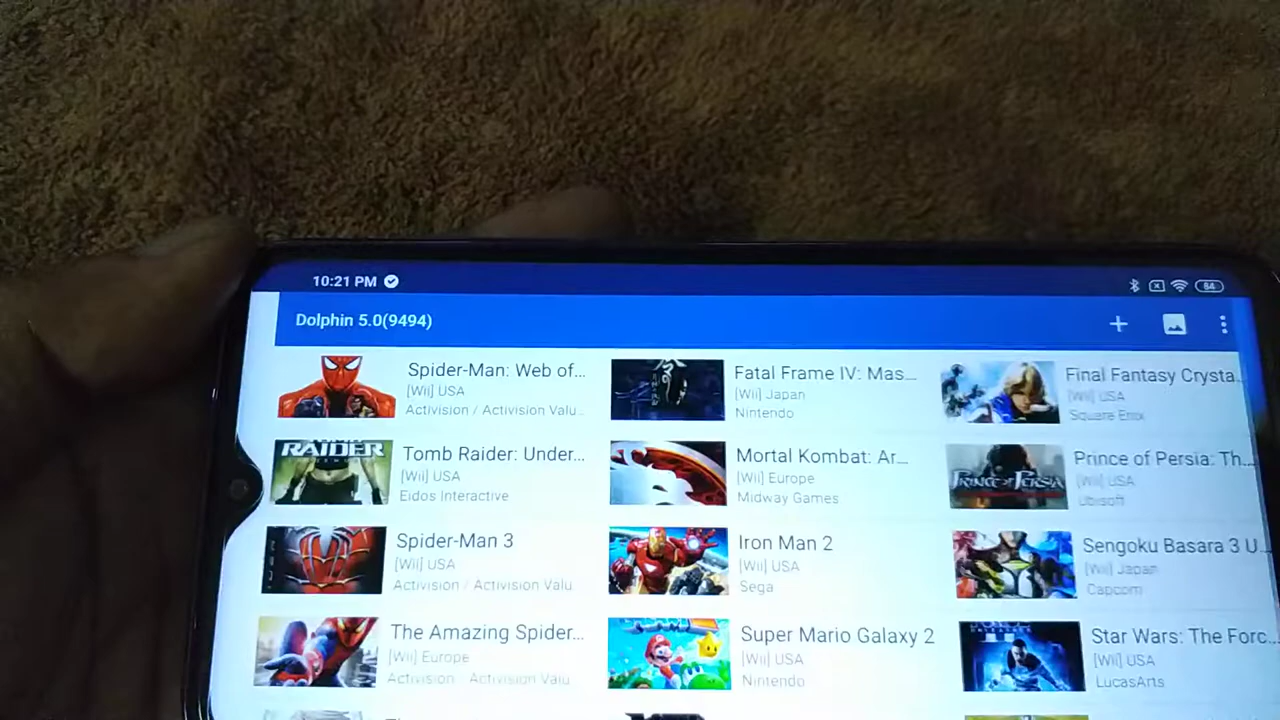 10:21 PM
84
Dolphin 5.0(9494)
Spider-Man: Web of...
[Wii] USA
Activision / Activision Valu...
Fatal Frame IV: Mas...
[Wii] Japan
Nintendo
Final Fantasy Crysta...
[Wii] USA
Square Enix
RAIDER
Tomb Raider: Under...
[Wii] USA
Eidos Interactive
Mortal Kombat: Ar...
[Wii] Europe
Midway Games
PRINCE OF PERSIA
Prince of Persia: Th...
[Wii] USA
Ubisoft
Spider-Man 3
[Wii] USA
Activision / Activision Valu
Iron Man 2
[Wii] USA
Sega
Sengoku Basara 3 U...
[Wii] Japan
Capcom
The Amazing Spider...
[Wii] Europe
Activision / Activision Valu
Super Mario Galaxy 2
[Wii] USA
Nintendo
Star Wars: The Forc...
[Wii] USA
LucasArts